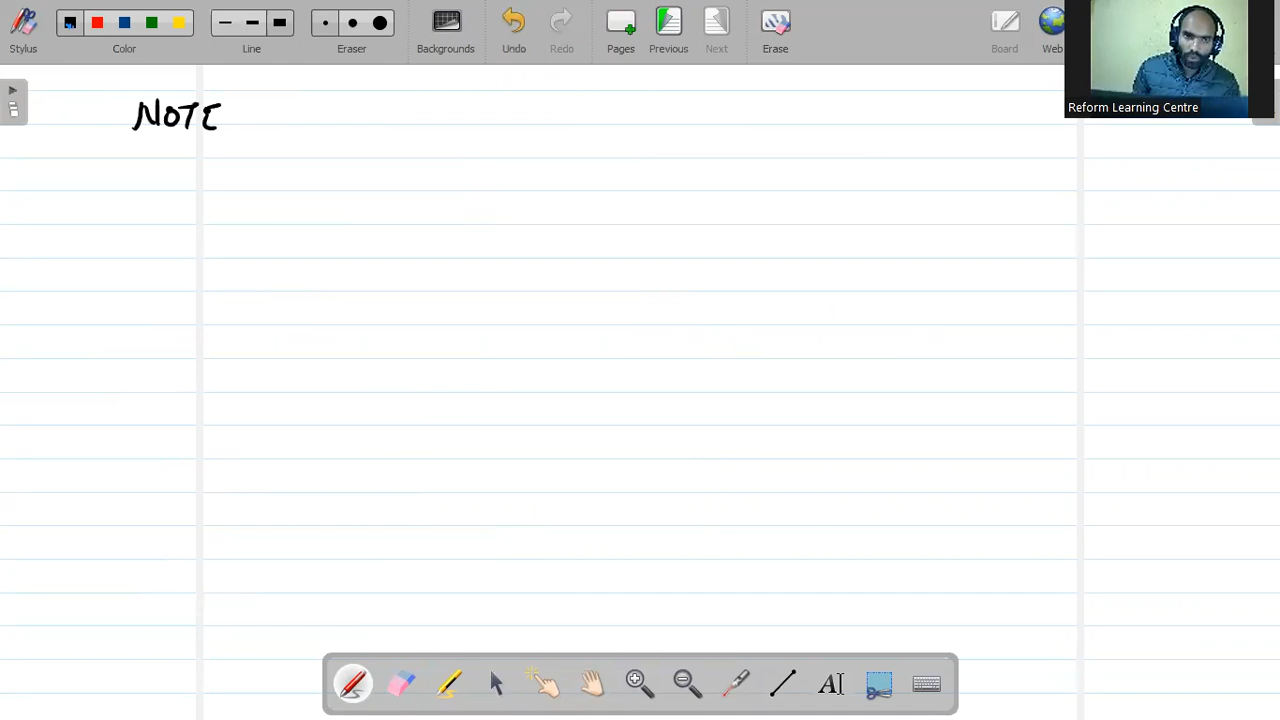 Stylus Color Line Eraser Backgrounds Undo Redo Pages Previous Next Erase Board Web
Reform Learning Centre
NOTE